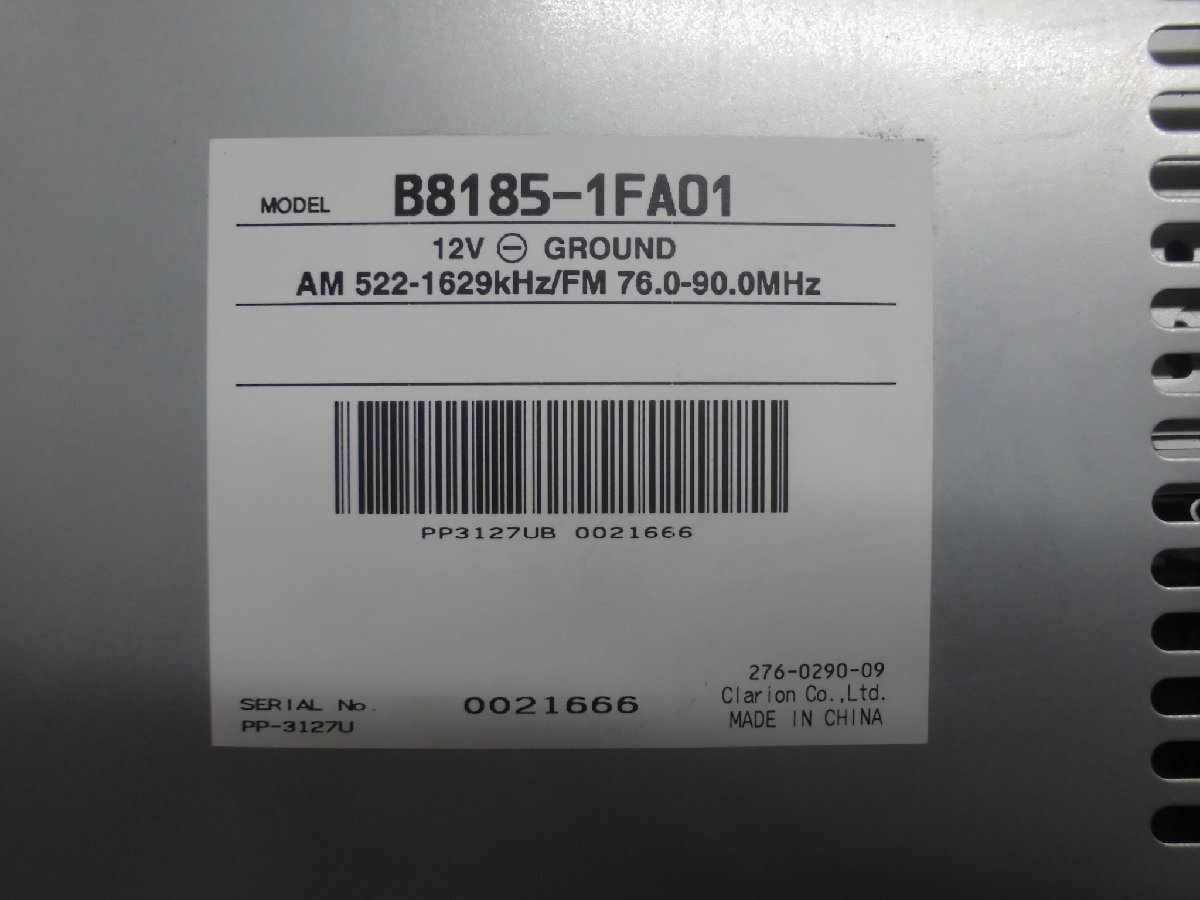 MODEL B8185-1FA01
12V ⊖ GROUND
AM 522-1629kHz/FM 76.0-90.0MHz
PP3127UB 0021666
276-0290-09
SERIAL No. 0021666 Clarion Co.,Ltd.
PP-3127U MADE IN CHINA